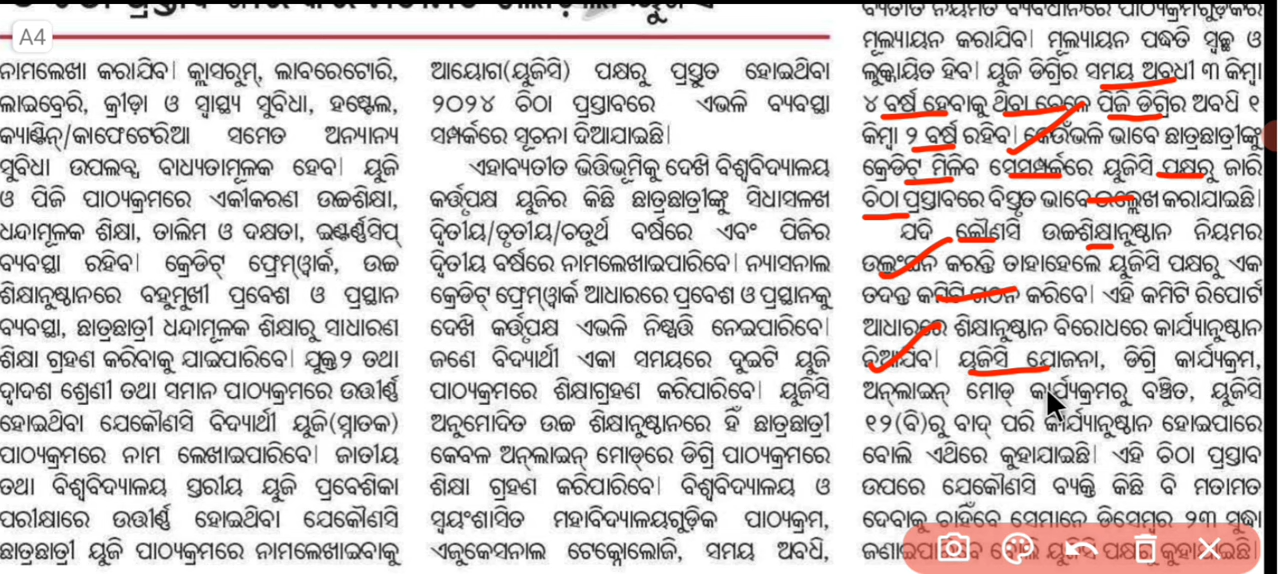 A4
ନାମଲେଖା କରାଯିବ। କ୍ଲାସରୁମ୍, ଲାବରେଟୋରି,
ଲାଇବ୍ରେରି, କ୍ରୀଡ଼ା ଓ ସ୍ୱାସ୍ଥ୍ୟ ସୁବିଧା, ହଷ୍ଟେଲ,
କ୍ୟାଣ୍ଟିନ୍/କାଫେଟେରିଆ ସମେତ ଅନ୍ୟାନ୍ୟ
ସୁବିଧା ଉପଲବ୍ଧ ବାଧ୍ୟତାମୂଳକ ହେବ। ୟୁଜି
ଓ ପିଜି ପାଠ୍ୟକ୍ରମରେ ଏକୀକରଣ ଉଚ୍ଚଶିକ୍ଷା,
ଧନ୍ଦାମୂଳକ ଶିକ୍ଷା, ତାଲିମ ଓ ଦକ୍ଷତା, ଇଣ୍ଟର୍ଣ୍ଣସିପ୍
ବ୍ୟବସ୍ଥା ରହିବ। କ୍ରେଡିଟ୍ ଫ୍ରେମ୍‌ୱାର୍କ, ଉଚ୍ଚ
ଶିକ୍ଷାନୁଷ୍ଠାନରେ ବହୁମୁଖୀ ପ୍ରବେଶ ଓ ପ୍ରସ୍ଥାନ
ବ୍ୟବସ୍ଥା, ଛାତ୍ରଛାତ୍ରୀ ଧନ୍ଦାମୂଳକ ଶିକ୍ଷାରୁ ସାଧାରଣ
ଶିକ୍ଷା ଗ୍ରହଣ କରିବାକୁ ଯାଇପାରିବେ। ଯୁକ୍ତ୨ ତଥା
ଦ୍ୱାଦଶ ଶ୍ରେଣୀ ତଥା ସମାନ ପାଠ୍ୟକ୍ରମରେ ଉତ୍ତୀର୍ଣ୍ଣ
ହୋଇଥିବା ଯେକୌଣସି ବିଦ୍ୟାର୍ଥୀ ୟୁଜି(ସ୍ନାତକ)
ପାଠ୍ୟକ୍ରମରେ ନାମ ଲେଖାଇପାରିବେ। ଜାତୀୟ
ତଥା ବିଶ୍ୱବିଦ୍ୟାଳୟ ସ୍ତରୀୟ ୟୁଜି ପ୍ରବେଶିକା
ପରୀକ୍ଷାରେ ଉତ୍ତୀର୍ଣ୍ଣ ହୋଇଥିବା ଯେକୌଣସି
ଛାତ୍ରଛାତ୍ରୀ ୟୁଜି ପାଠ୍ୟକ୍ରମରେ ନାମଲେଖାଇବାକୁ
ଆୟୋଗ(ୟୁଜିସି) ପକ୍ଷରୁ ପ୍ରସ୍ତୁତ ହୋଇଥିବା
୨୦୨୪ ଚିଠା ପ୍ରସ୍ତାବରେ ଏଭଳି ବ୍ୟବସ୍ଥା
ସମ୍ପର୍କରେ ସୂଚନା ଦିଆଯାଇଛି।
ଏହାବ୍ୟତୀତ ଭିତ୍ତିଭୂମିକୁ ଦେଖି ବିଶ୍ୱବିଦ୍ୟାଳୟ
କର୍ତ୍ତୃପକ୍ଷ ୟୁଜିର କିଛି ଛାତ୍ରଛାତ୍ରୀଙ୍କୁ ସିଧାସଳଖ
ଦ୍ୱିତୀୟ/ତୃତୀୟ/ଚତୁର୍ଥ ବର୍ଷରେ ଏବଂ ପିଜିର
ଦ୍ୱିତୀୟ ବର୍ଷରେ ନାମଲେଖାଇପାରିବେ। ନ୍ୟାସନାଲ
କ୍ରେଡିଟ୍ ଫ୍ରେମ୍‌ୱାର୍କ ଆଧାରରେ ପ୍ରବେଶ ଓ ପ୍ରସ୍ଥାନକୁ
ଦେଖି କର୍ତ୍ତୃପକ୍ଷ ଏଭଳି ନିଷ୍ପତ୍ତି ନେଇପାରିବେ।
ଜଣେ ବିଦ୍ୟାର୍ଥୀ ଏକା ସମୟରେ ଦୁଇଟି ୟୁଜି
ପାଠ୍ୟକ୍ରମରେ ଶିକ୍ଷାଗ୍ରହଣ କରିପାରିବେ। ୟୁଜିସି
ଅନୁମୋଦିତ ଉଚ୍ଚ ଶିକ୍ଷାନୁଷ୍ଠାନରେ ହିଁ ଛାତ୍ରଛାତ୍ରୀ
କେବଳ ଅନ୍‌ଲାଇନ୍ ମୋଡ୍‌ରେ ଡିଗ୍ରି ପାଠ୍ୟକ୍ରମରେ
ଶିକ୍ଷା ଗ୍ରହଣ କରିପାରିବେ। ବିଶ୍ୱବିଦ୍ୟାଳୟ ଓ
ସ୍ୱୟଂଶାସିତ ମହାବିଦ୍ୟାଳୟଗୁଡ଼ିକ ପାଠ୍ୟକ୍ରମ,
ଏଜୁକେସନାଲ ଟେକ୍ନୋଲୋଜି, ସମୟ ଅବଧି,
ବ୍ୟତୀତ ନିୟମିତ ବ୍ୟବଧାନରେ ପାଠ୍ୟକ୍ରମଗୁଡ଼ିକର
ମୂଲ୍ୟାୟନ କରାଯିବ। ମୂଲ୍ୟାୟନ ପଦ୍ଧତି ସ୍ୱଚ୍ଛ ଓ
ଲୁକ୍କାୟିତ ହିବ। ୟୁଜି ଡିଗ୍ରିର ସମୟ ଅବଧି ୩ କିମ୍ବା
୪ ବର୍ଷ ହେବାକୁ ଥିବା ବେଳେ ପିଜି ଡିଗ୍ରିର ଅବଧି ୧
କିମ୍ବା ୨ ବର୍ଷ ରହିବ। କେଉଁଭଳି ଭାବେ ଛାତ୍ରଛାତ୍ରୀଙ୍କୁ
କ୍ରେଡିଟ୍ ମିଳିବ ସେସମ୍ପର୍କରେ ୟୁଜିସି ପକ୍ଷରୁ ଜାରି
ଚିଠା ପ୍ରସ୍ତାବରେ ବିସ୍ତୃତ ଭାବେ ଉଲ୍ଲେଖ କରାଯାଇଛି।
ଯଦି କୌଣସି ଉଚ୍ଚଶିକ୍ଷାନୁଷ୍ଠାନ ନିୟମର
ଉଲ୍ଲଂଘନ କରନ୍ତି ତାହାହେଲେ ୟୁଜିସି ପକ୍ଷରୁ ଏକ
ତଦନ୍ତ କମିଟି ଗଠନ କରିବେ। ଏହି କମିଟି ରିପୋର୍ଟ
ଆଧାରରେ ଶିକ୍ଷାନୁଷ୍ଠାନ ବିରୋଧରେ କାର୍ଯ୍ୟାନୁଷ୍ଠାନ
ନିଆଯିବ। ୟୁଜିସି ଯୋଜନା, ଡିଗ୍ରି କାର୍ଯ୍ୟକ୍ରମ,
ଅନ୍‌ଲାଇନ୍ ମୋଡ୍ କାର୍ଯ୍ୟକ୍ରମରୁ ବଞ୍ଚିତ, ୟୁଜିସି
୧୨(ବି)ରୁ ବାଦ୍ ପରି କାର୍ଯ୍ୟାନୁଷ୍ଠାନ ହୋଇପାରେ
ବୋଲି ଏଥିରେ କୁହାଯାଇଛି। ଏହି ଚିଠା ପ୍ରସ୍ତାବ
ଉପରେ ଯେକୌଣସି ବ୍ୟକ୍ତି କିଛି ବି ମତାମତ
ଦେବାକୁ ଚାହିଁବେ ସେମାନେ ଡିସେମ୍ବର ୨୩ ସୁଦ୍ଧା
ଜଣାଇପାରିବେ ବୋଲି ୟୁଜିସି ପକ୍ଷରୁ କୁହାଯାଇଛି।